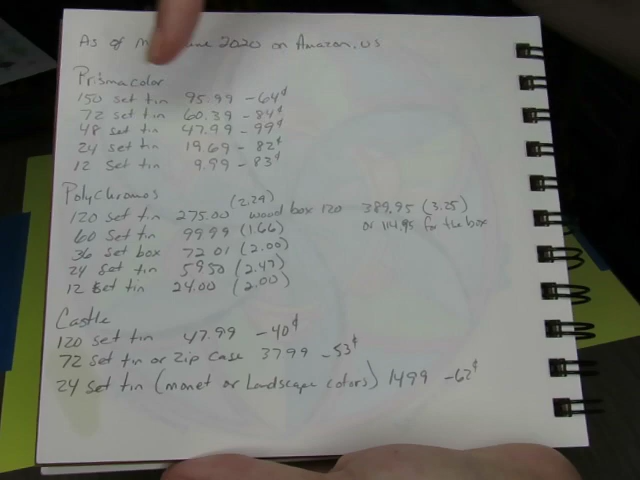 As of June 2020 on Amazon.us
Prismacolor
150 set tin 95.99 - 64¢
72 set tin 60.39 - 84¢
48 set tin 47.99 - 99¢
24 set tin 19.69 - 82¢
12 set tin 9.99 - 83¢
Polychromos
120 set tin 275.00 (2.29) wood box 120 389.95 (3.25)
60 set tin 99.99 (1.66) or 114.95 for the box
36 set box 72.01 (2.00)
24 set tin 59.50 (2.47)
12 set tin 24.00 (2.00)
Castle
120 set tin 47.99 - 40¢
72 set tin or zip case 3799 - 53¢
24 set tin (monet or landscape colors) 1499 - 62¢